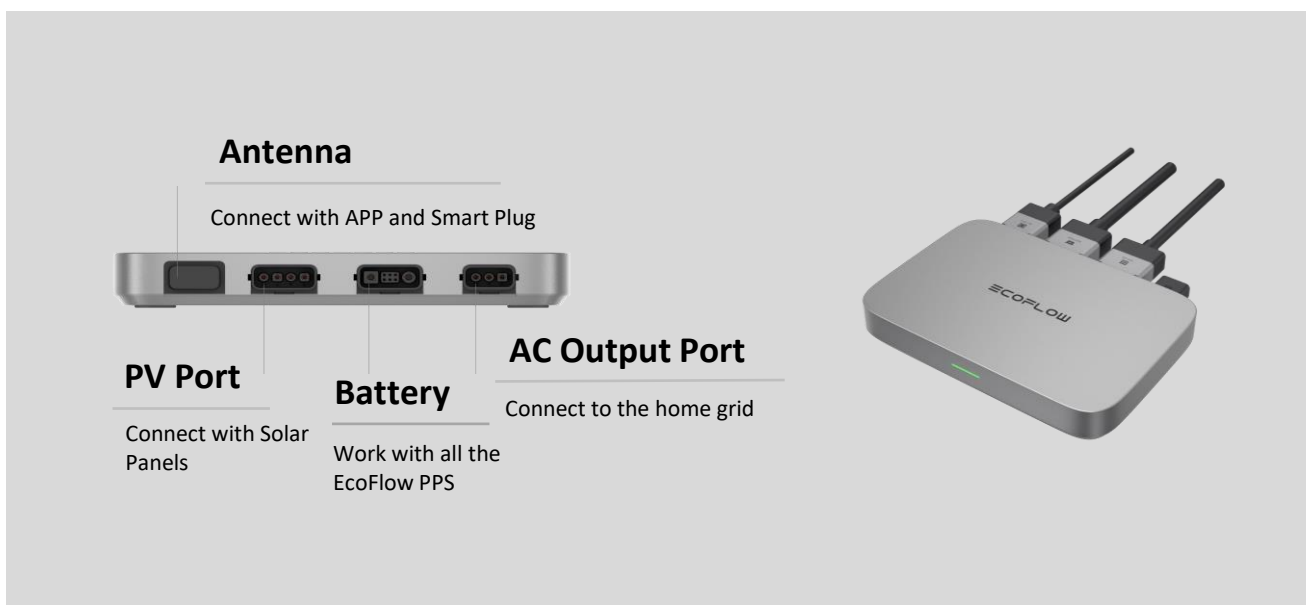 Antenna
Connect with APP and Smart Plug
PV Port
Connect with Solar
Panels
Battery
Work with all the
EcoFlow PPS
AC Output Port
Connect to the home grid
ECOFLOW